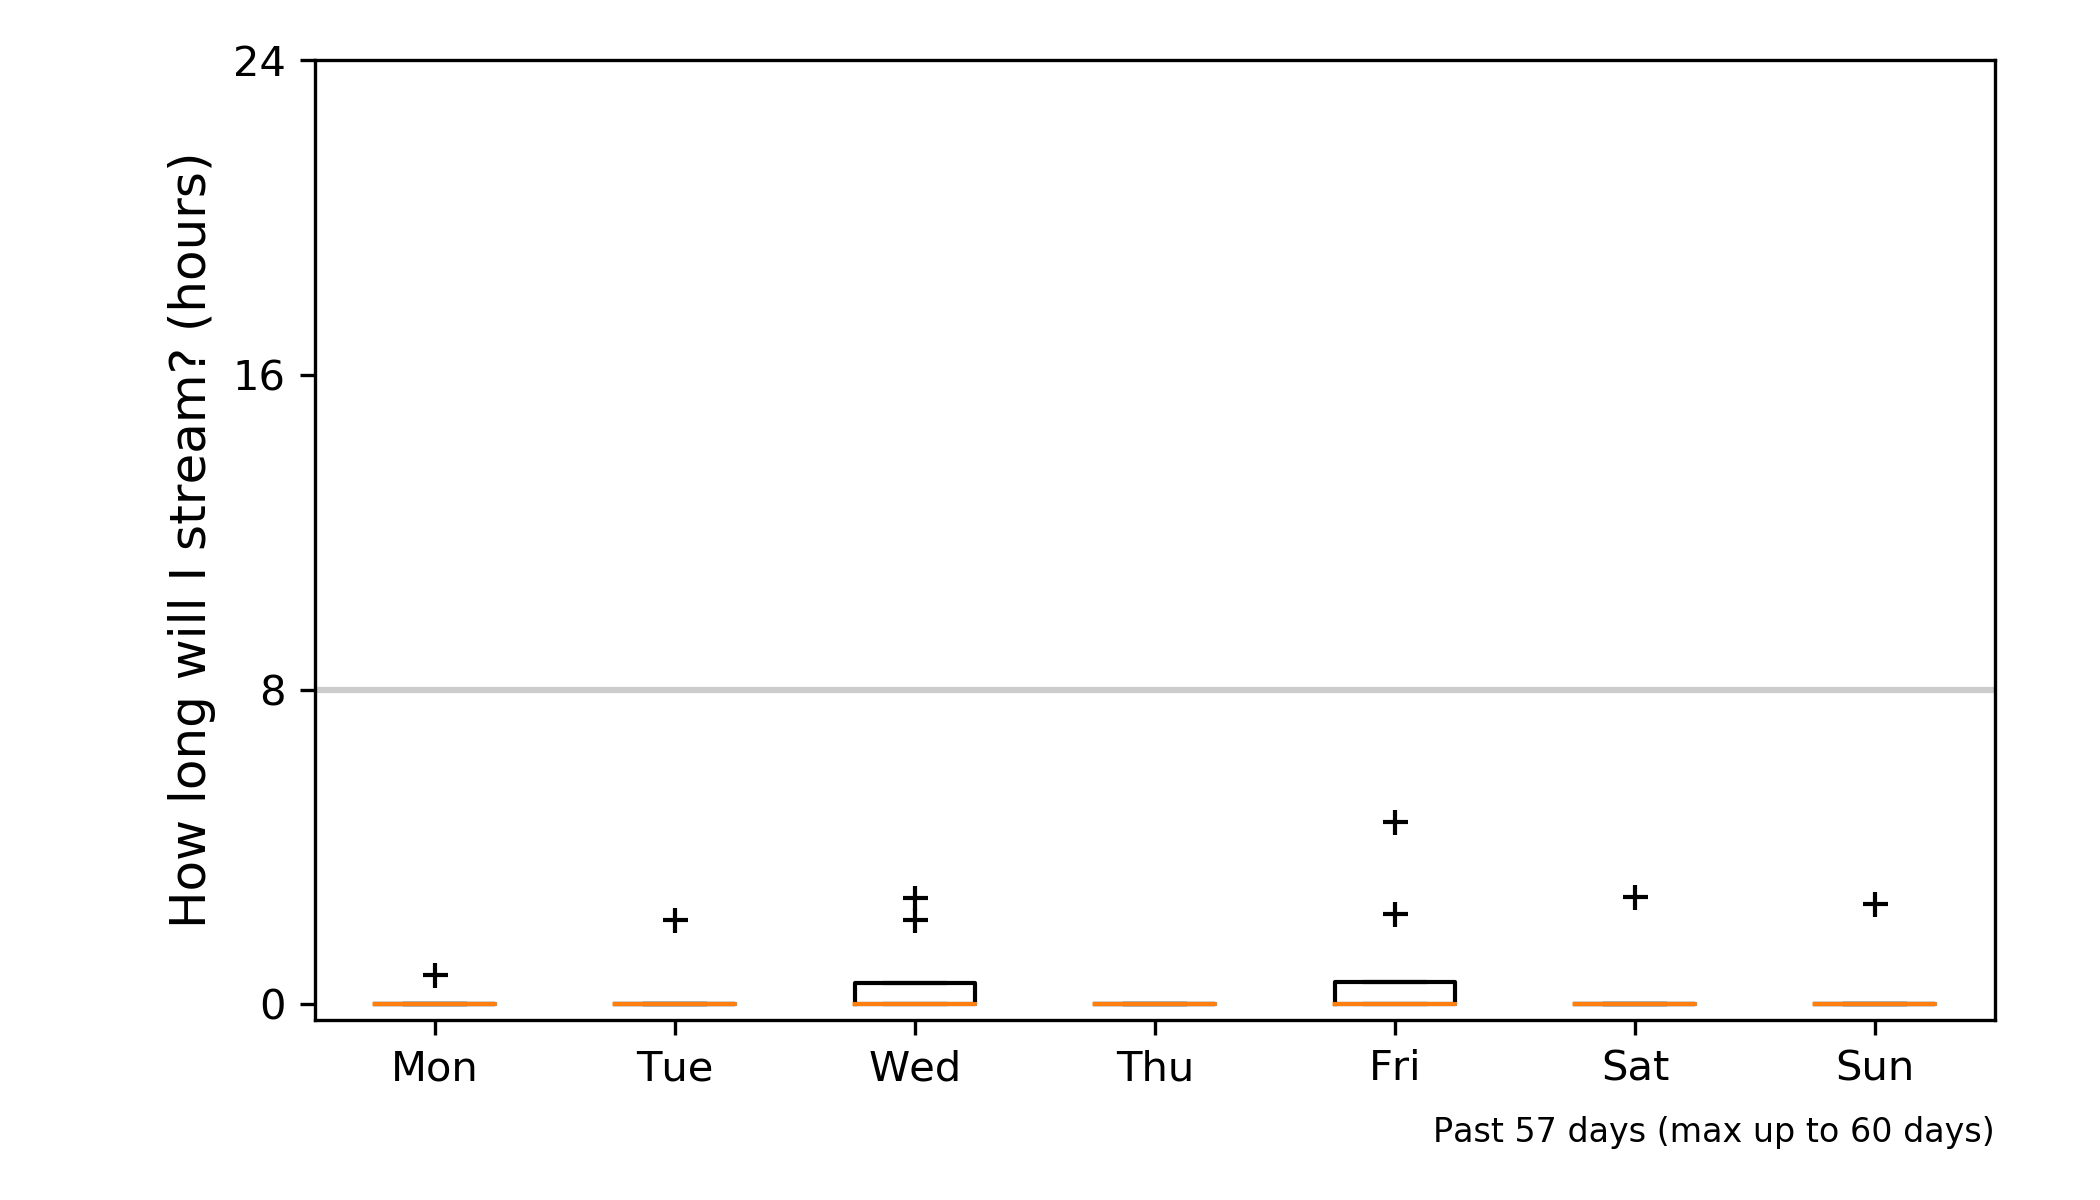 How long will I stream? (hours)
24
16
8
0
Mon Tue Wed Thu Fri Sat Sun
Past 57 days (max up to 60 days)